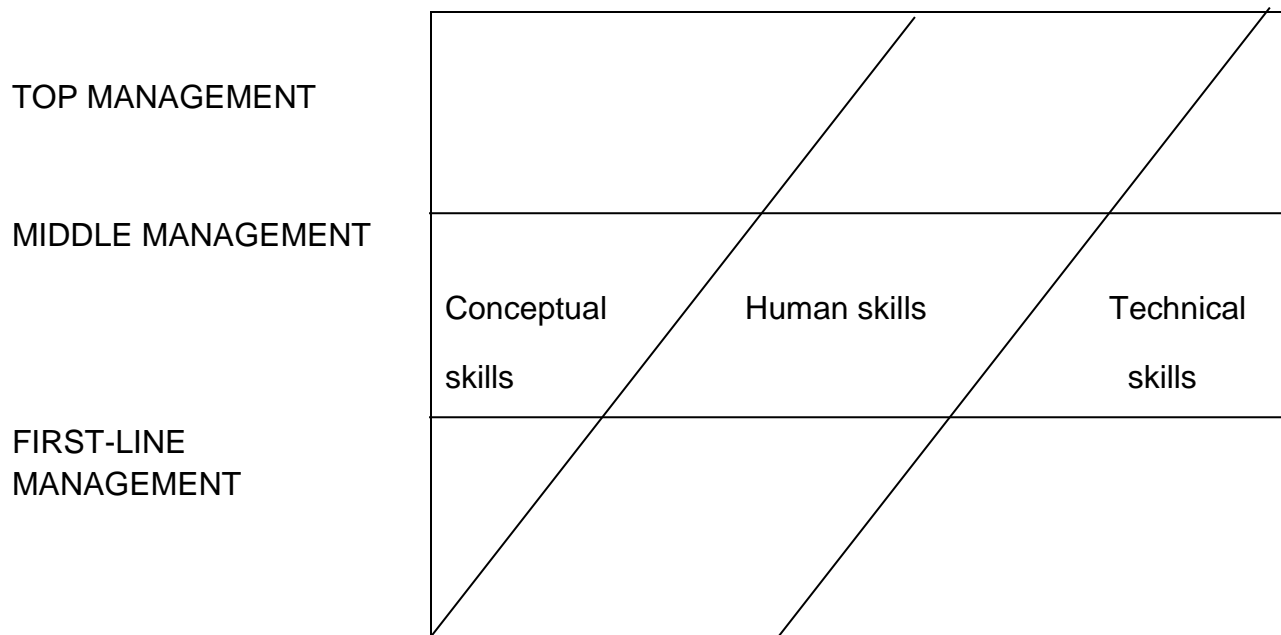 TOP MANAGEMENT
MIDDLE MANAGEMENT
Conceptual Human skills Technical
skills skills
FIRST-LINE
MANAGEMENT